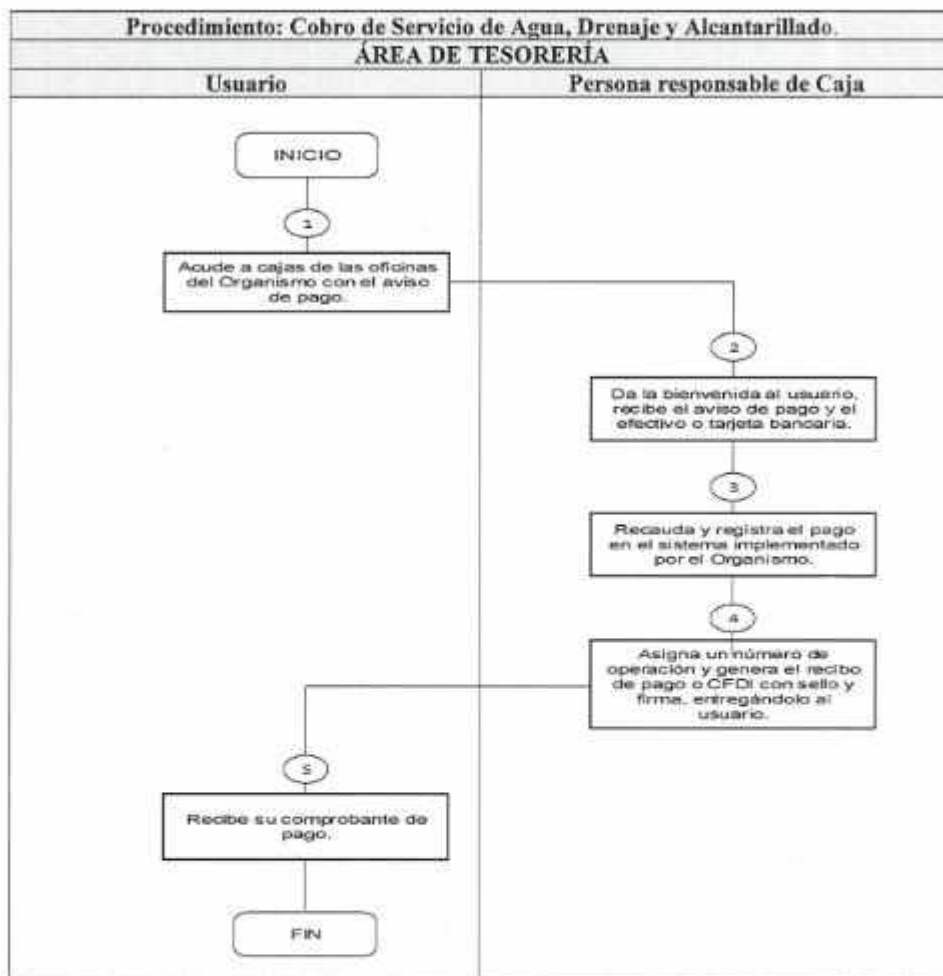 Procedimiento: Cobro de Servicio de Agua, Drenaje y Alcantarillado.
ÁREA DE TESORERÍA
Usuario
Persona responsable de Caja
INICIO
1
Acude a cajas de las oficinas
del Organismo con el aviso
de pago.
2
Da la bienvenida al usuario,
recibe el aviso de pago y el
efectivo o tarjeta bancaria.
3
Recauda y registra el pago
en el sistema implementado
por el Organismo.
4
Asigna un número de
operación y genera el recibo
de pago o CFDI con sello y
firma, entregándolo al
usuario.
5
Recibe su comprobante de
pago.
FIN